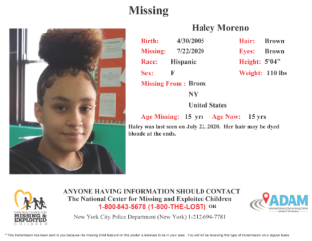 Missing
Haley Moreno
Birth: 4/30/2005 Hair: Brown
Missing: 7/22/2020 Eyes: Brown
Race: Hispanic Height: 5'04"
Sex: F Weight: 110 lbs
Missing From: Bronx
NY
United States
Age Missing: 15 yrs Age Now: 15 yrs
Haley was last seen on July 22, 2020. Her hair may be dyed
blonde at the ends.
ANYONE HAVING INFORMATION SHOULD CONTACT
The National Center for Missing and Exploited Children
1-800-843-5678 (1-800-THE-LOST) OR
New York City Police Department (New York) 1-212-694-7781
MISSING &
EXPLOITED
CHILDREN
ADAM